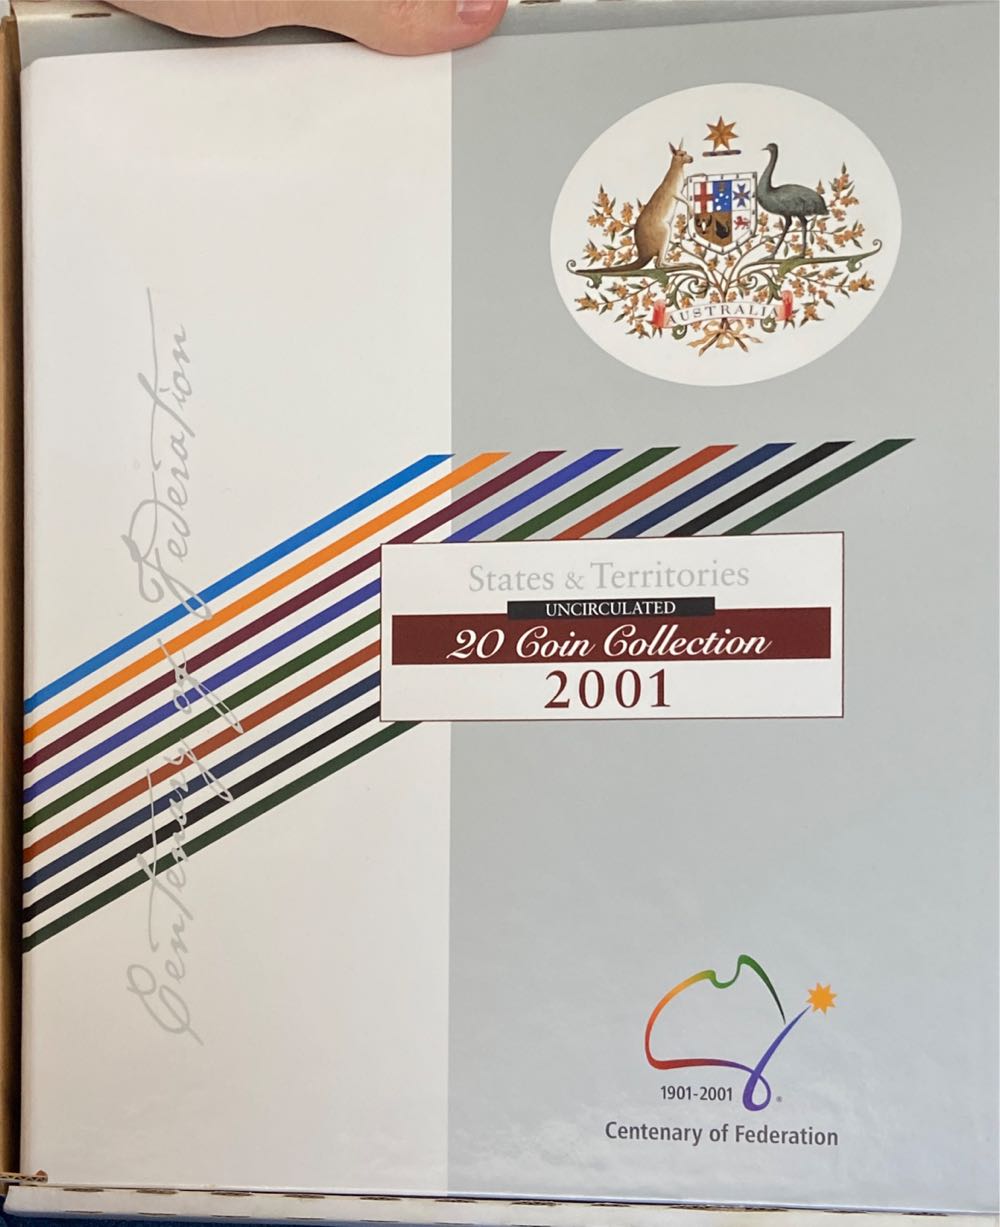 AUSTRALIA
Centenary of Federation
States & Territories
UNCIRCULATED
20 Coin Collection
2001
1901-2001
®
Centenary of Federation